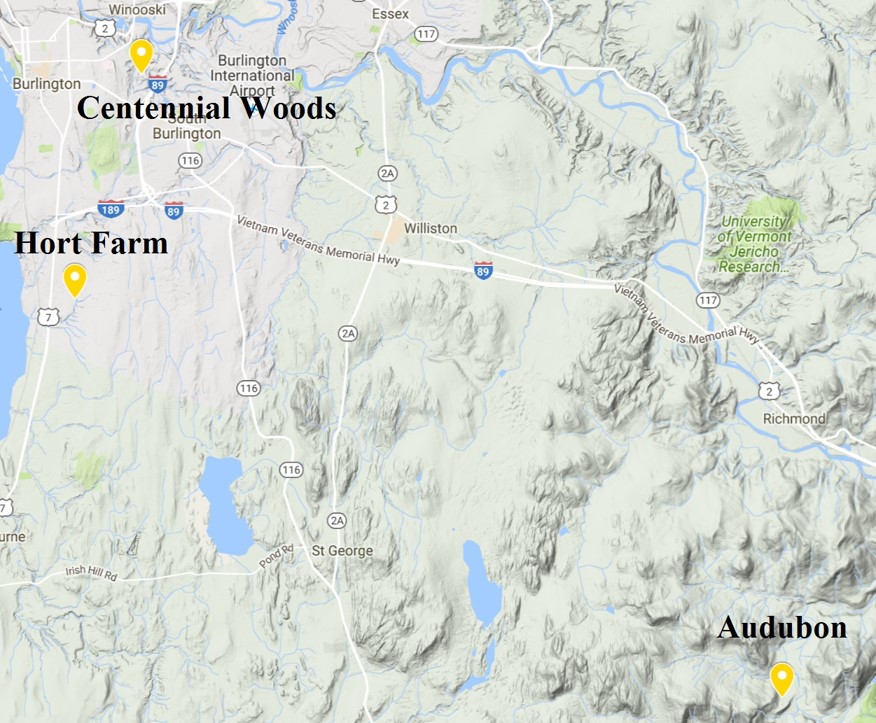 Winooski
Essex
2
117
Whoos
Burlington
International
Airport
89
Burlington
Centennial Woods
South
Burlington
116
2A
2
189
89
University
of Vermont
Jericho
Research...
Vietnam Veterans Memorial Hwy
Williston
Hort Farm
89
Vietnam Veterans Memorial Hwy
117
7
2A
116
2
Richmond
116
7
2A
urne
St George
Pond Rd
Irish Hill Rd
Audubon